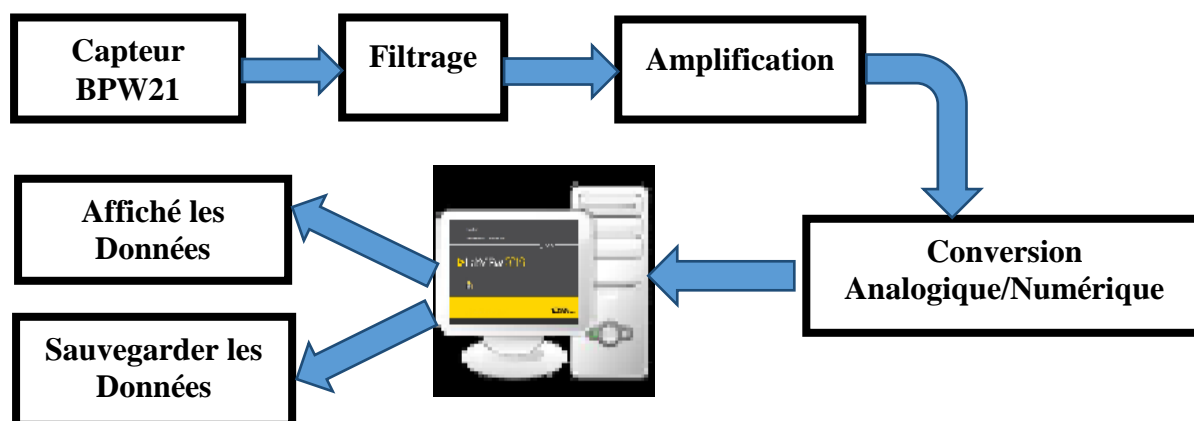 Capteur
BPW21
Filtrage
Amplification
Conversion
Analogique/Numérique
Affiché les
Données
Sauvegarder les
Données